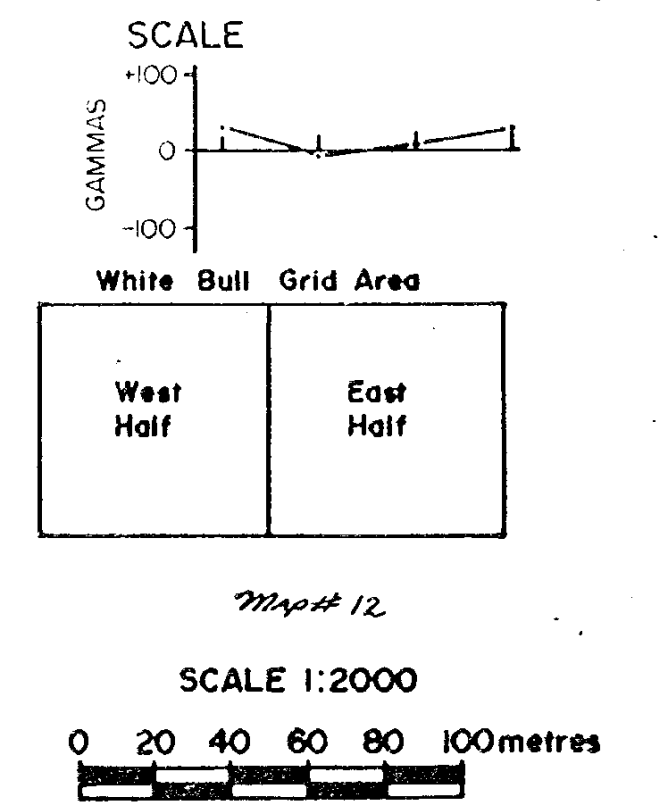 SCALE
+100
GAMMAS
0
-100
White Bull Grid Area
West Half
East Half
Map# 12
SCALE 1:2000
0 20 40 60 80 100 metres